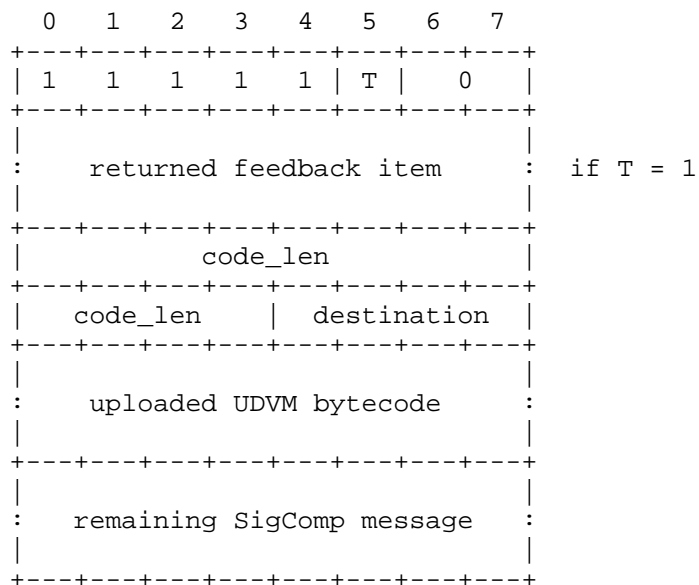 0   1   2   3   4   5   6   7
+---+---+---+---+---+---+---+---+
| 1   1   1   1   1 | T |   0   |
+---+---+---+---+---+---+---+---+
|                               |
:    returned feedback item     :  if T = 1
|                               |
+---+---+---+---+---+---+---+---+
|           code_len            |
+---+---+---+---+---+---+---+---+
|   code_len    |  destination  |
+---+---+---+---+---+---+---+---+
|                               |
:    uploaded UDVM bytecode     :
|                               |
+---+---+---+---+---+---+---+---+
|                               |
:   remaining SigComp message   :
|                               |
+---+---+---+---+---+---+---+---+